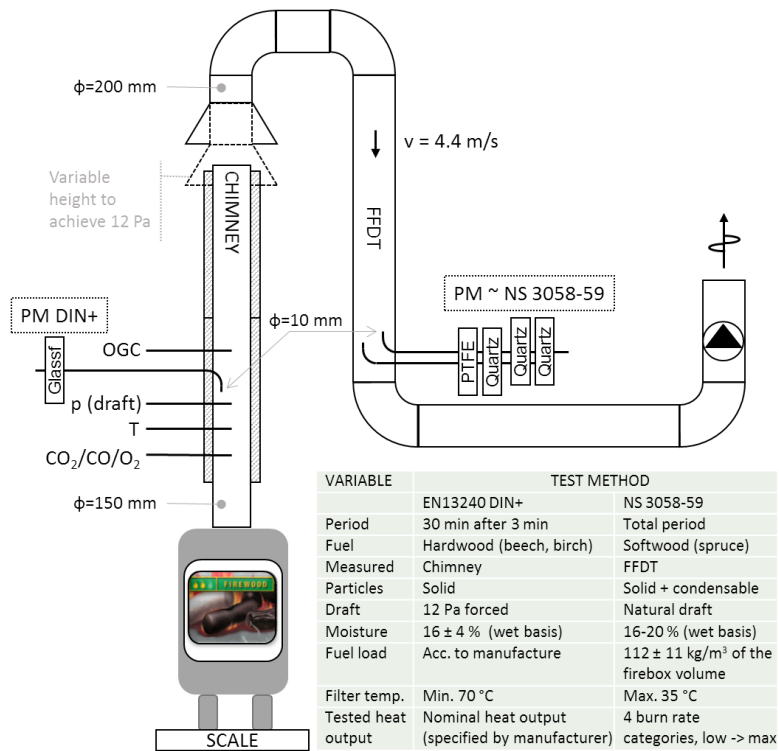 ϕ=200 mm
v = 4.4 m/s
Variable
height to
achieve 12 Pa
CHIMNEY
FFDT
PM ~ NS 3058-59
PM DIN+
ϕ=10 mm
OGC
Glassf
PTFE
Quartz
Quartz
Quartz
p (draft)
T
CO₂/CO/O₂
ϕ=150 mm
FIREWOOD
SCALE
VARIABLE TEST METHOD
EN13240 DIN+ NS 3058-59
Period 30 min after 3 min Total period
Fuel Hardwood (beech, birch) Softwood (spruce)
Measured Chimney FFDT
Particles Solid Solid + condensable
Draft 12 Pa forced Natural draft
Moisture 16 ± 4 % (wet basis) 16-20 % (wet basis)
Fuel load Acc. to manufacture 112 ± 11 kg/m³ of the
firebox volume
Filter temp. Min. 70 °C Max. 35 °C
Tested heat Nominal heat output 4 burn rate
output (specified by manufacturer) categories, low -> max